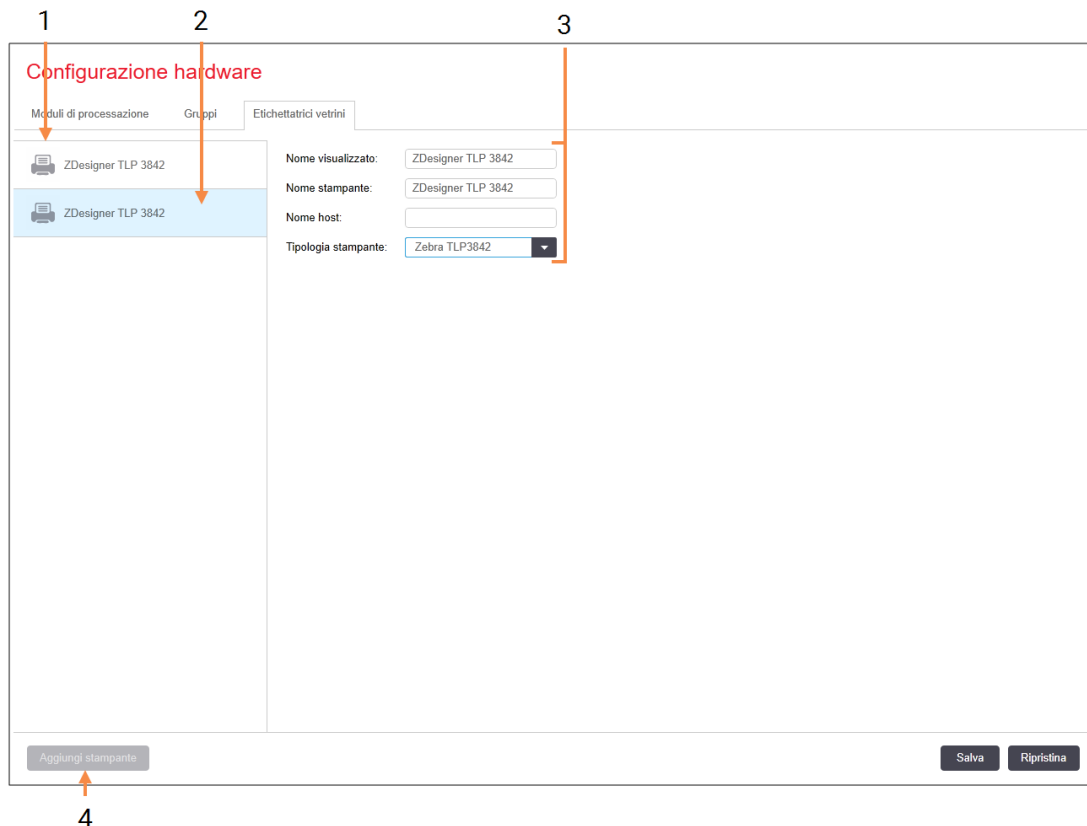 1 2 3
Configurazione hardware
Moduli di processazione Gruppi Etichettatrici vetrini
ZDesigner TLP 3842
ZDesigner TLP 3842
Nome visualizzato: ZDesigner TLP 3842
Nome stampante: ZDesigner TLP 3842
Nome host:
Tipologia stampante: Zebra TLP3842
Aggiungi stampante Salva Ripristina
4